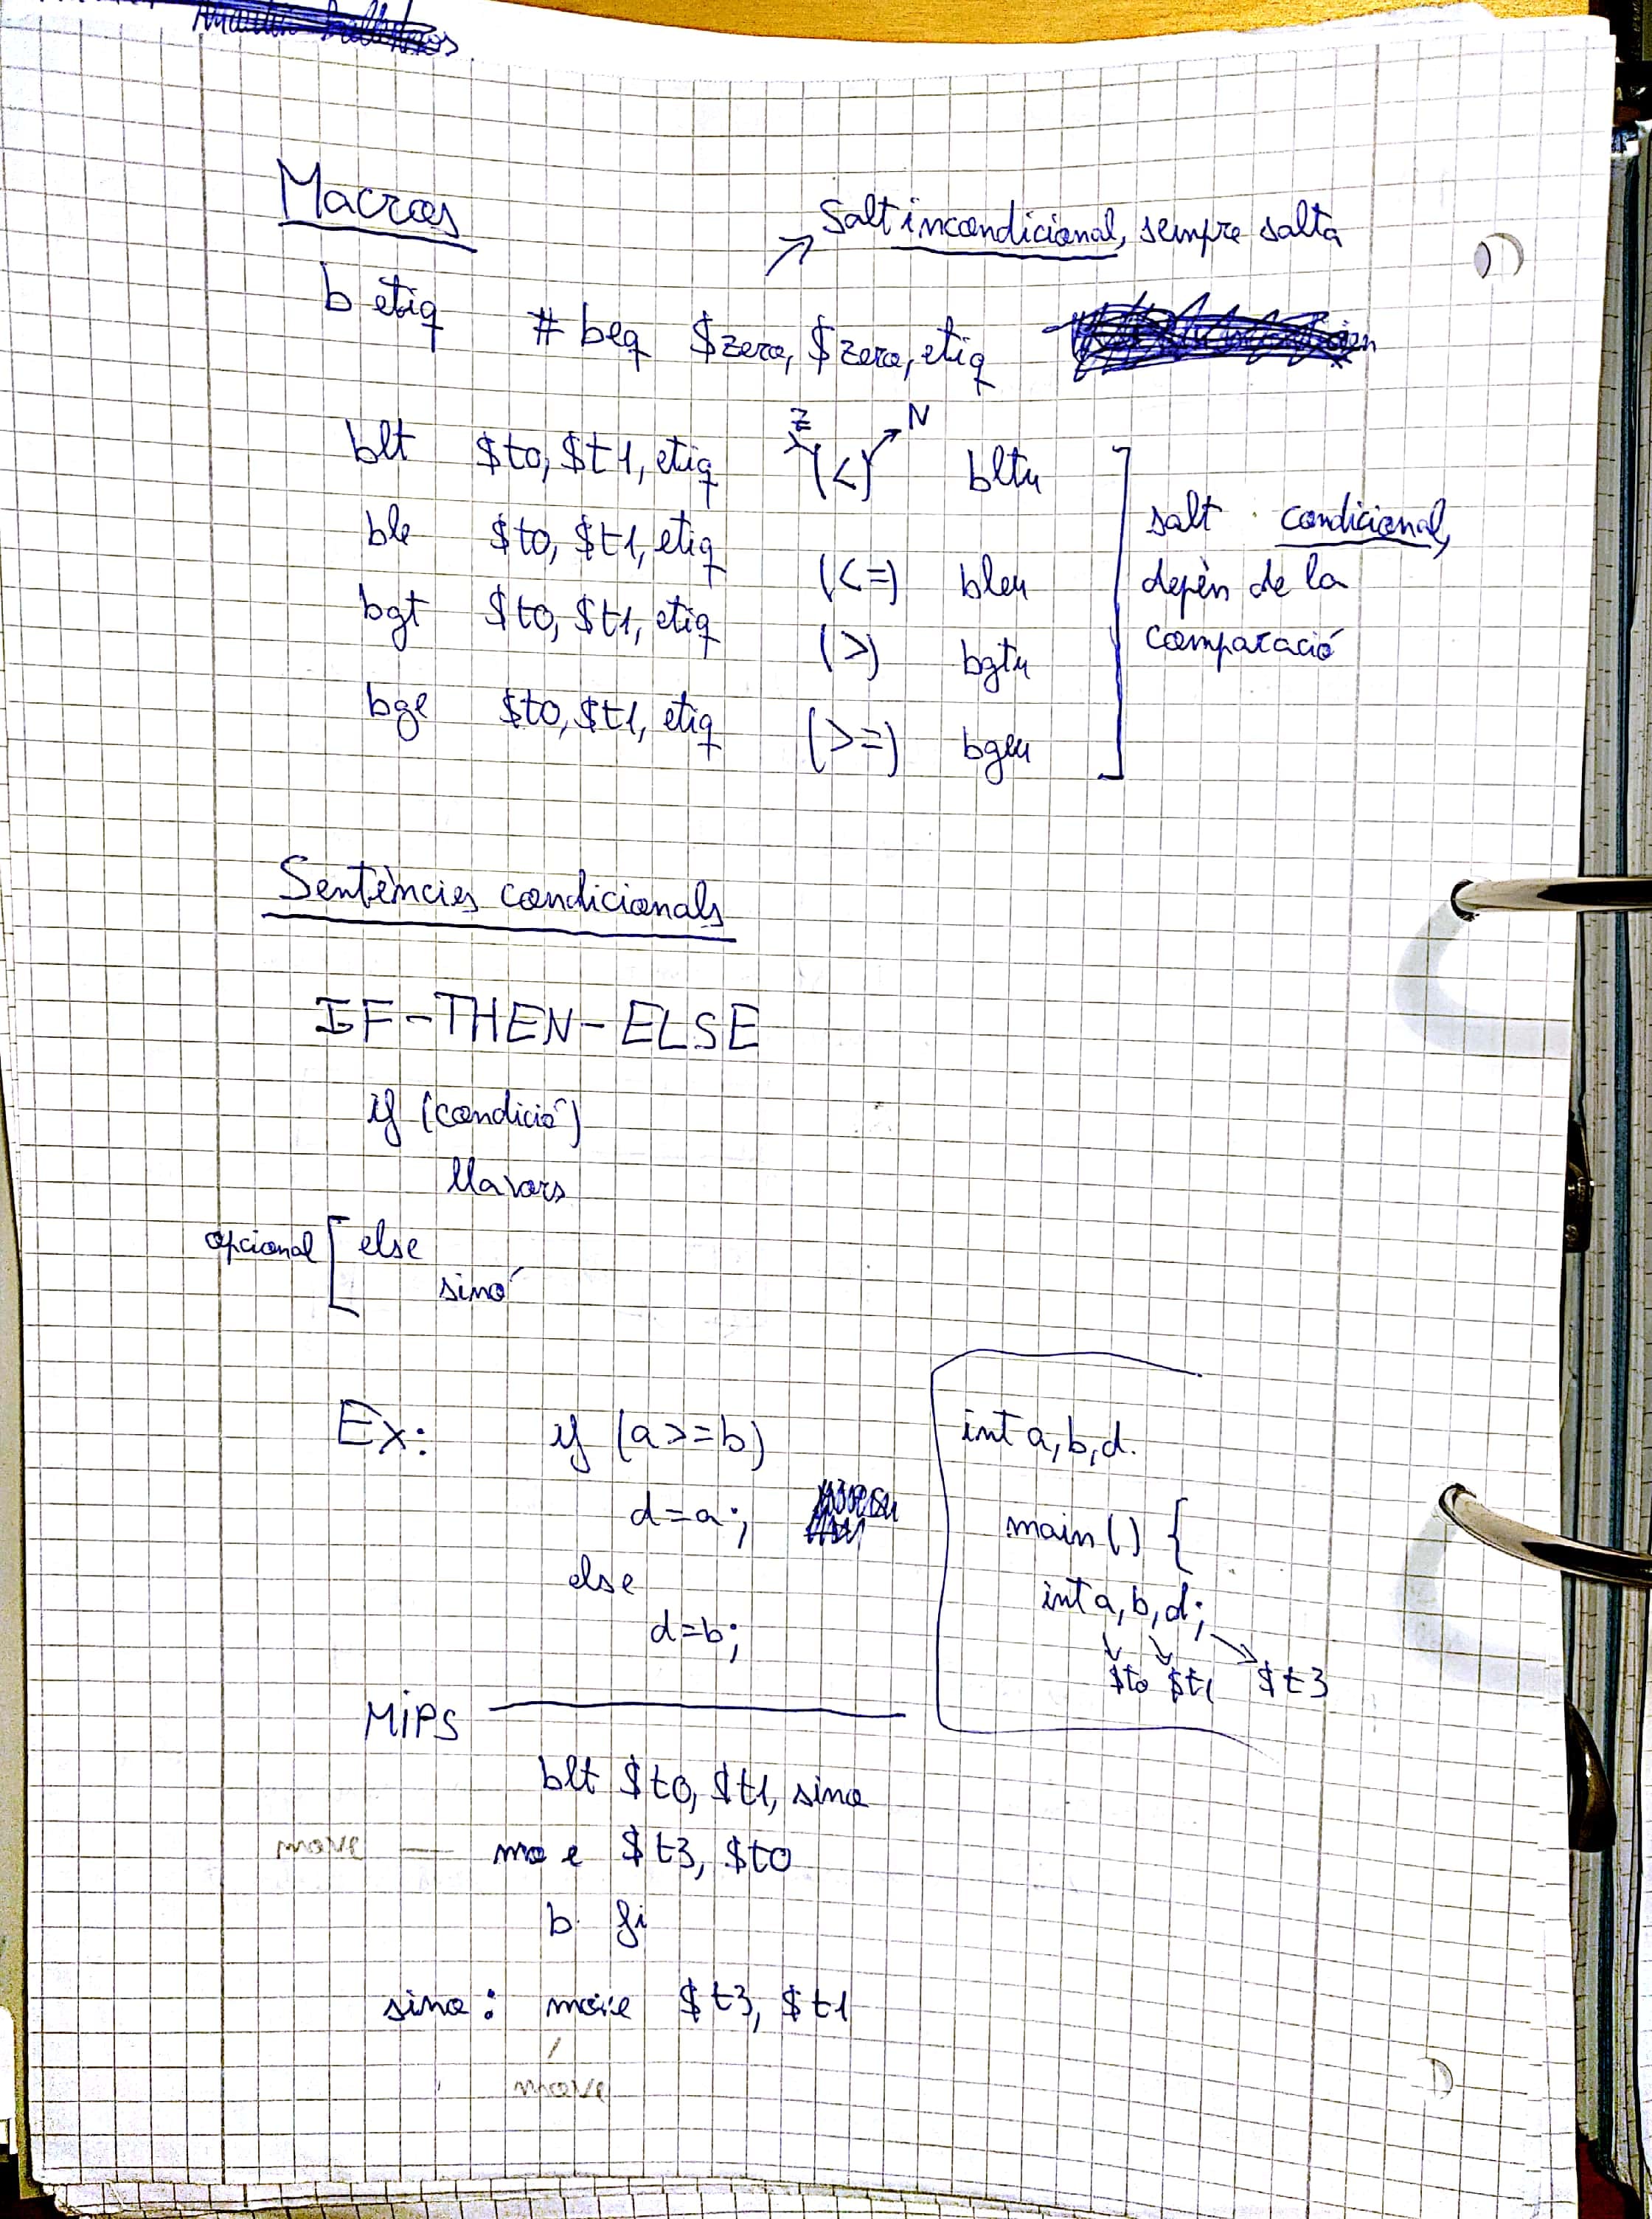 Macros
Salt incondicional, sempre salta
b etiq # beq $zero, $zero, etiq
Z N
blt $t0, $t1, etiq (<) bltu
ble $t0, $t1, etiq (<=) bleu
bgt $t0, $t1, etiq (>) bgtu
bge $t0, $t1, etiq (>=) bgeu
salt condicional,
depèn de la
comparació
Sentències condicionals
IF-THEN-ELSE
if (condició)
llavors
opcional else
sinó
Ex: if (a>=b)
d=a;
else
d=b;
int a,b,d.
main() {
int a, b, d;
$t0 $t1 $t3
MIPS
blt $t0, $t1, sino
move mo e $t3, $t0
b fi
sino: move $t3, $t1
move